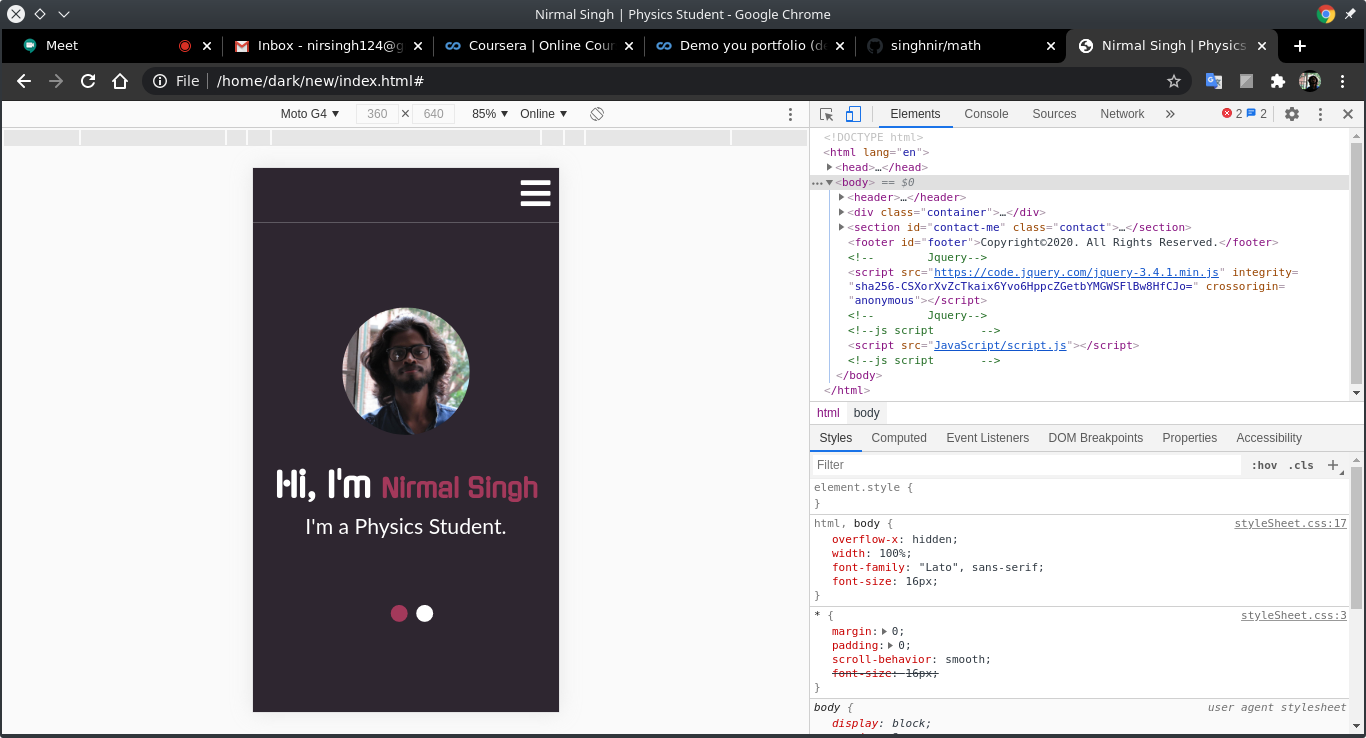 Nirmal Singh | Physics Student - Google Chrome
Meet
Inbox - nirsingh124@g
Coursera | Online Cour
Demo you portfolio (de
singhnir/math
Nirmal Singh | Physics
File /home/dark/new/index.html#
Moto G4 360 × 640 85% Online
Elements Console Sources Network » 2 2
<!DOCTYPE html>
<html lang="en">
<head>…</head>
<body> == $0
<header>…</header>
<div class="container">…</div>
<section id="contact-me" class="contact">…</section>
<footer id="footer">Copyright©2020. All Rights Reserved.</footer>
<!-- Jquery-->
<script src="https://code.jquery.com/jquery-3.4.1.min.js" integrity=
"sha256-CSXorXvZcTkaix6Yvo6HppcZGetbYMGWSFlBw8HfCJo=" crossorigin=
"anonymous"></script>
<!-- Jquery-->
<!--js script -->
<script src="JavaScript/script.js"></script>
<!--js script -->
</body>
</html>
html body
Styles Computed Event Listeners DOM Breakpoints Properties Accessibility
Filter :hov .cls +
element.style {
}
html, body { styleSheet.css:17
overflow-x: hidden;
width: 100%;
font-family: "Lato", sans-serif;
font-size: 16px;
}
* { styleSheet.css:3
margin: 0;
padding: 0;
scroll-behavior: smooth;
font-size: 16px;
}
body { user agent stylesheet
display: block;
Hi, I'm Nirmal Singh
I'm a Physics Student.